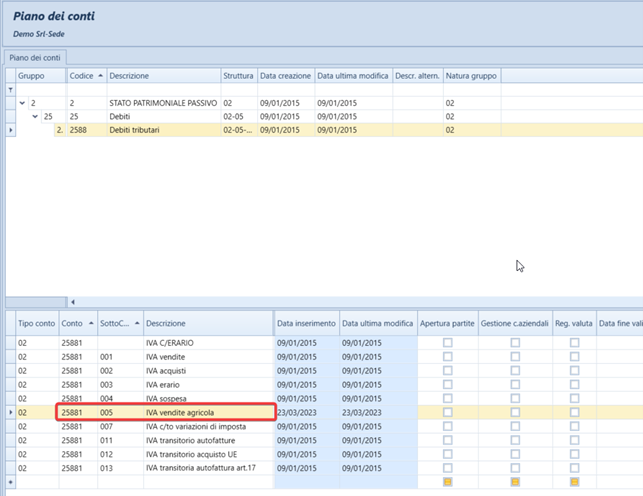 Piano dei conti
Demo Srl-Sede
Piano dei conti
Gruppo Codice Descrizione Struttura Data creazione Data ultima modifica Descr. altern. Natura gruppo
2 2 STATO PATRIMONIALE PASSIVO 02 09/01/2015 09/01/2015 02
25 25 Debiti 02-05 09/01/2015 09/01/2015 02
2. 2588 Debiti tributari 02-05-... 09/01/2015 09/01/2015 02
Tipo conto Conto SottoC... Descrizione Data inserimento Data ultima modifica Apertura partite Gestione c.aziendali Reg. valuta Data fine vali
02 25881 IVA C/ERARIO 09/01/2015 09/01/2015
02 25881 001 IVA vendite 09/01/2015 09/01/2015
02 25881 002 IVA acquisti 09/01/2015 09/01/2015
02 25881 003 IVA erario 09/01/2015 09/01/2015
02 25881 004 IVA sospesa 09/01/2015 09/01/2015
02 25881 005 IVA vendite agricola 23/03/2023 23/03/2023
02 25881 007 IVA c/to variazioni di imposta 09/01/2015 09/01/2015
02 25881 011 IVA transitorio autofatture 09/01/2015 09/01/2015
02 25881 012 IVA transitorio acquisto UE 09/01/2015 09/01/2015
02 25881 013 IVA transitoria autofattura art.17 09/01/2015 09/01/2015